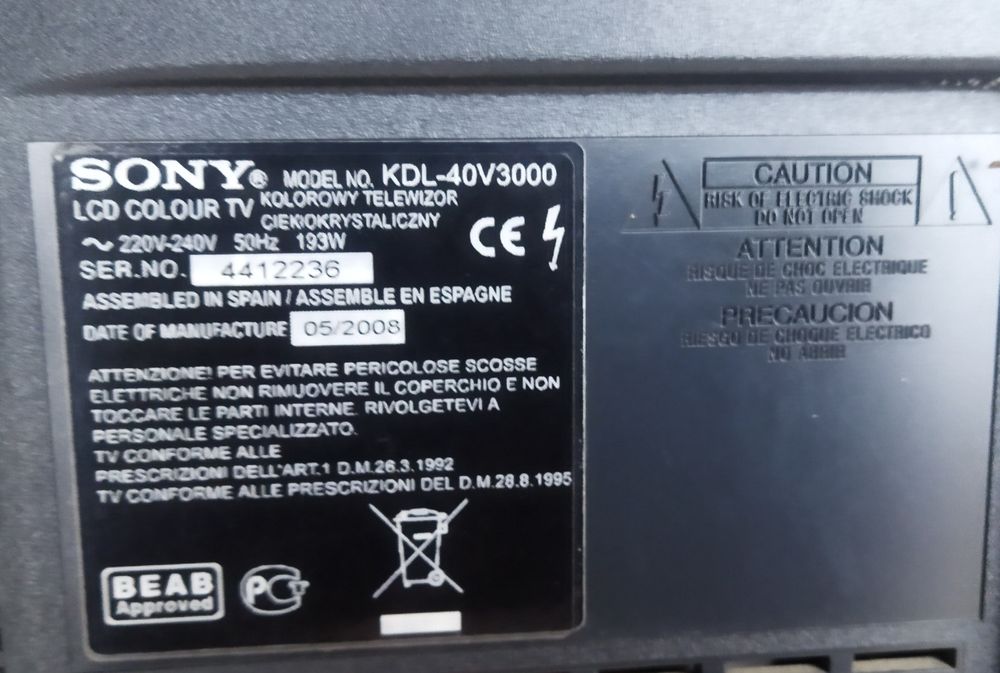 SONY® MODEL NO. KDL-40V3000
LCD COLOUR TV KOLOROWY TELEWIZOR
CIEKłOKRYSTALICZNY
~ 220V-240V 50Hz 193W
CE
SER.NO. 4412236
ASSEMBLED IN SPAIN / ASSEMBLE EN ESPAGNE
DATE OF MANUFACTURE 05/2008
ATTENZIONE! PER EVITARE PERICOLOSE SCOSSE
ELETTRICHE NON RIMUOVERE IL COPERCHIO E NON
TOCCARE LE PARTI INTERNE. RIVOLGETEVI A
PERSONALE SPECIALIZZATO.
TV CONFORME ALLE
PRESCRIZIONI DELL'ART.1 D.M.26.3.1992
TV CONFORME ALLE PRESCRIZIONI DEL D.M.28.8.1995
BEAB
Approved
PCT
CAUTION
RISK OF ELECTRIC SHOCK
DO NOT OPEN
ATTENTION
RISQUE DE CHOC ELECTRIQUE
NE PAS OUVRIR
PRECAUCION
RIESGO DE CHOQUE ELECTRICO
NO ABRIR